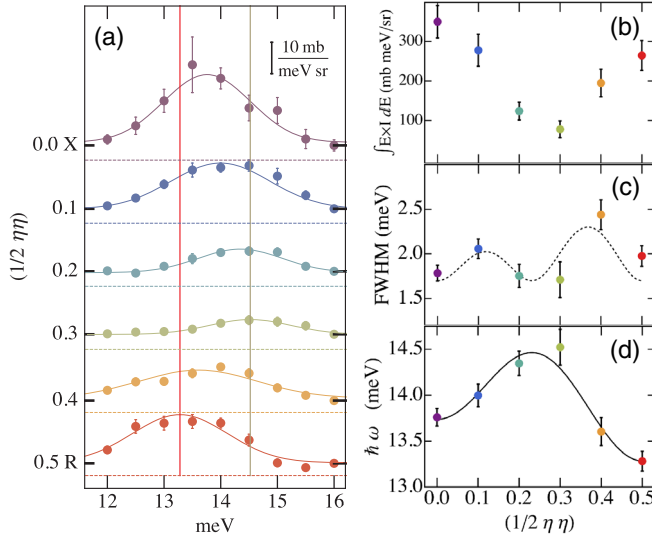 (a)
10 mb
meV sr
(1/2 ηη)
0.0 X
0.1
0.2
0.3
0.4
0.5 R
12 13 14 15 16
meV
(b)
∫E×I dE (mb meV/sr)
300
200
100
(c)
FWHM (meV)
2.5
2.0
1.5
(d)
ħω (meV)
14.5
14.0
13.5
13.0
0.0 0.1 0.2 0.3 0.4 0.5
(1/2 η η)